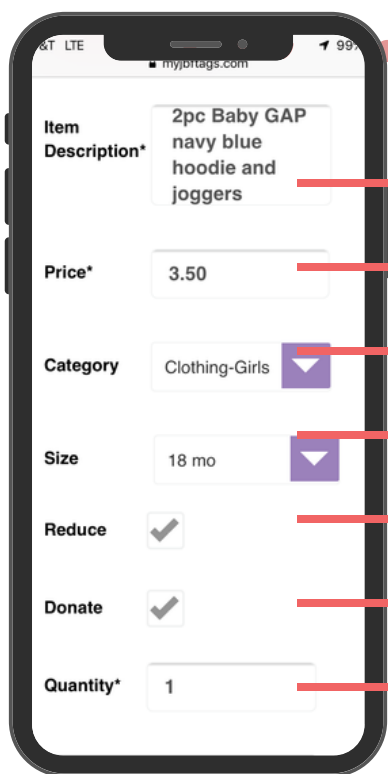 &T LTE 99%
myjbftags.com
Item
Description*
2pc Baby GAP
navy blue
hoodie and
joggers
Price*
3.50
Category
Clothing-Girls
Size
18 mo
Reduce
Donate
Quantity*
1